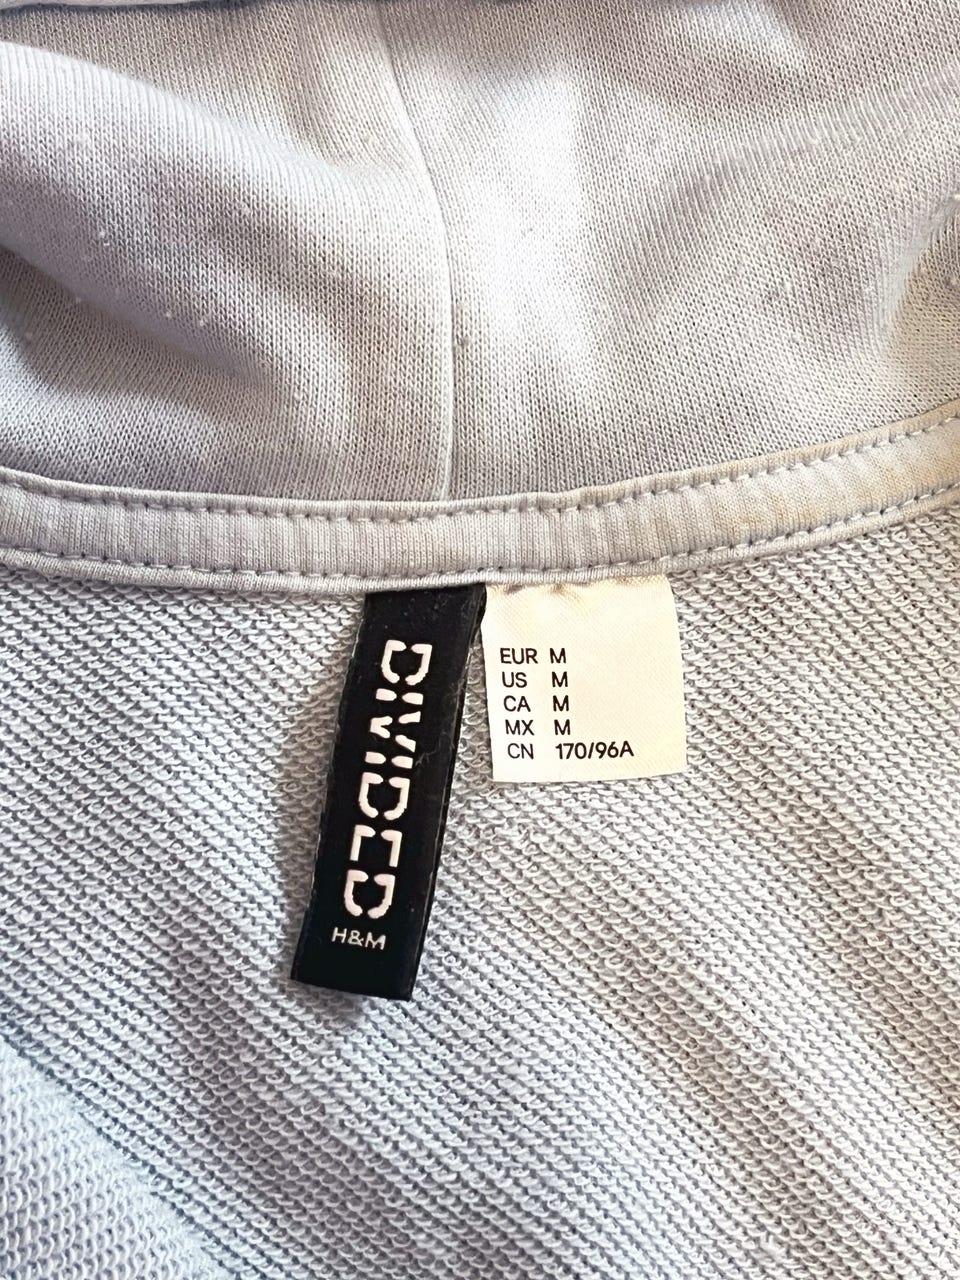 DIVIDED
H&M
EUR M
US M
CA M
MX M
CN 170/96A